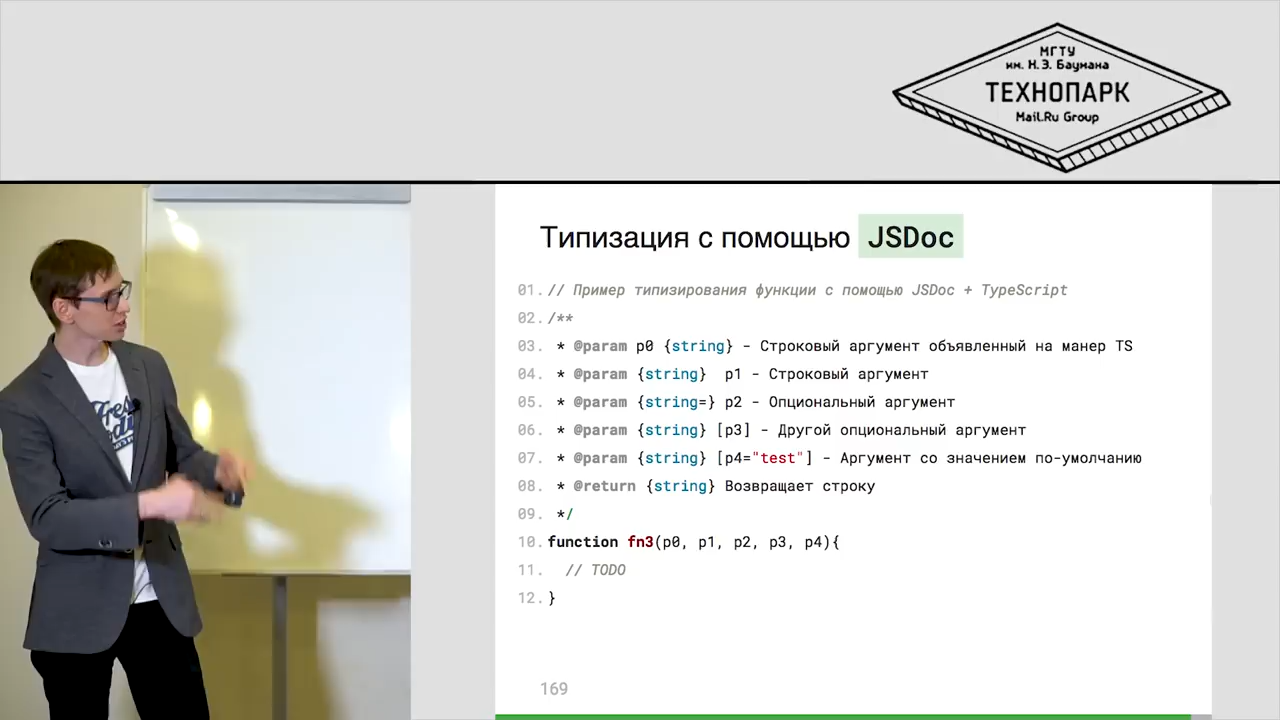 МГТУ
им. Н.Э. Баумана
ТЕХНОПАРК
Mail.Ru Group
Типизация с помощью JSDoc
01. // Пример типизирования функции с помощью JSDoc + TypeScript
02. /**
03. * @param p0 {string} - Строковый аргумент объявленный на манер TS
04. * @param {string} p1 - Строковый аргумент
05. * @param {string=} p2 - Опциональный аргумент
06. * @param {string} [p3] - Другой опциональный аргумент
07. * @param {string} [p4="test"] - Аргумент со значением по-умолчанию
08. * @return {string} Возвращает строку
09. */
10. function fn3(p0, p1, p2, p3, p4){
11. // TODO
12. }
169